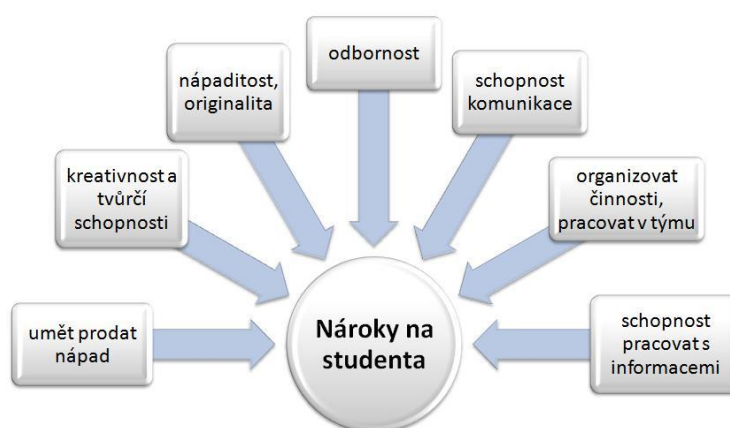 odbornost
nápaditost,
originalita
schopnost
komunikace
kreativnost a
tvůrčí
schopnosti
organizovat
činnosti,
pracovat v týmu
umět prodat
nápad
Nároky na
studenta
schopnost
pracovat s
informacemi